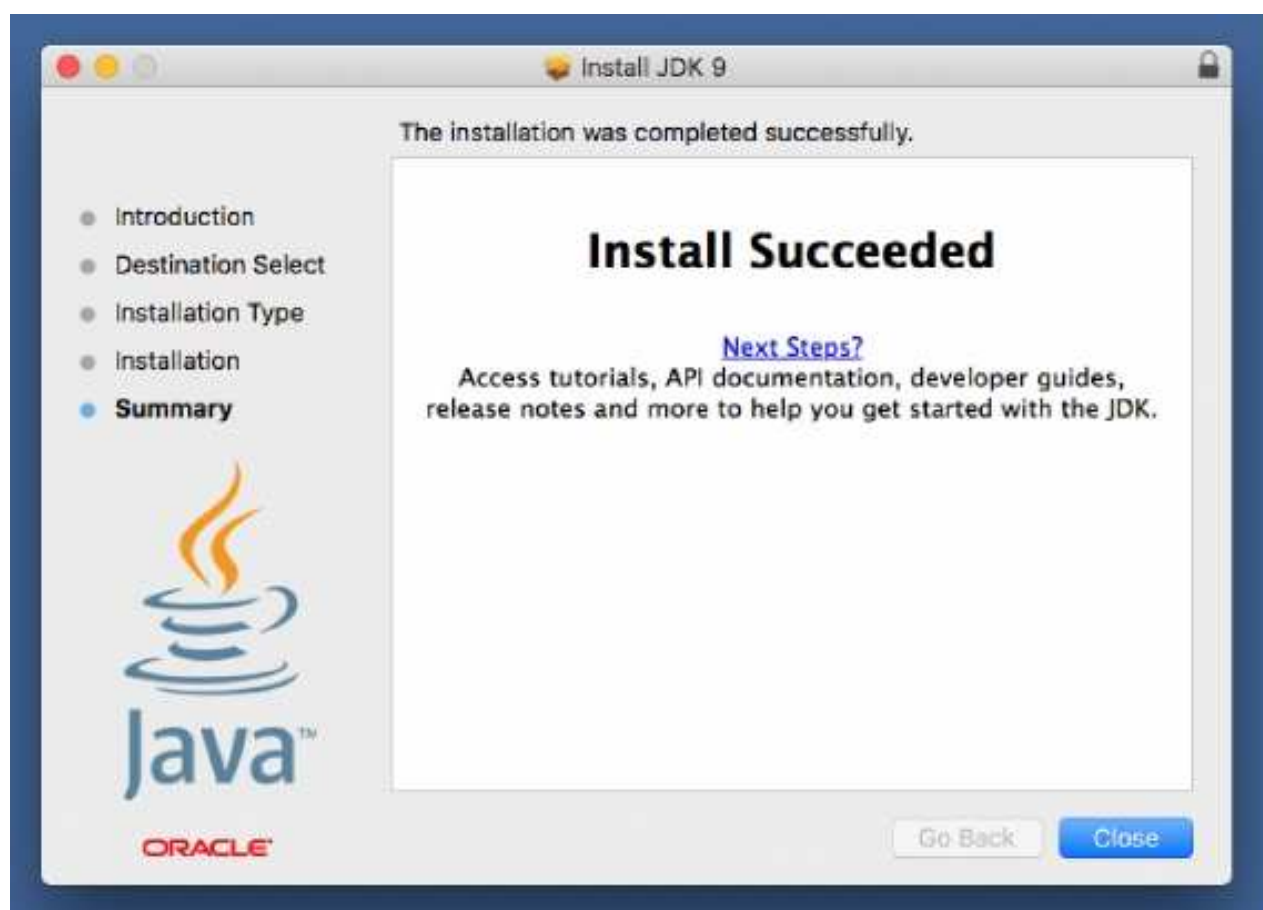 Install JDK 9
The installation was completed successfully.
Introduction
Destination Select
Installation Type
Installation
Summary
Install Succeeded
Next Steps?
Access tutorials, API documentation, developer guides,
release notes and more to help you get started with the JDK.
Java™
ORACLE®
Go Back
Close